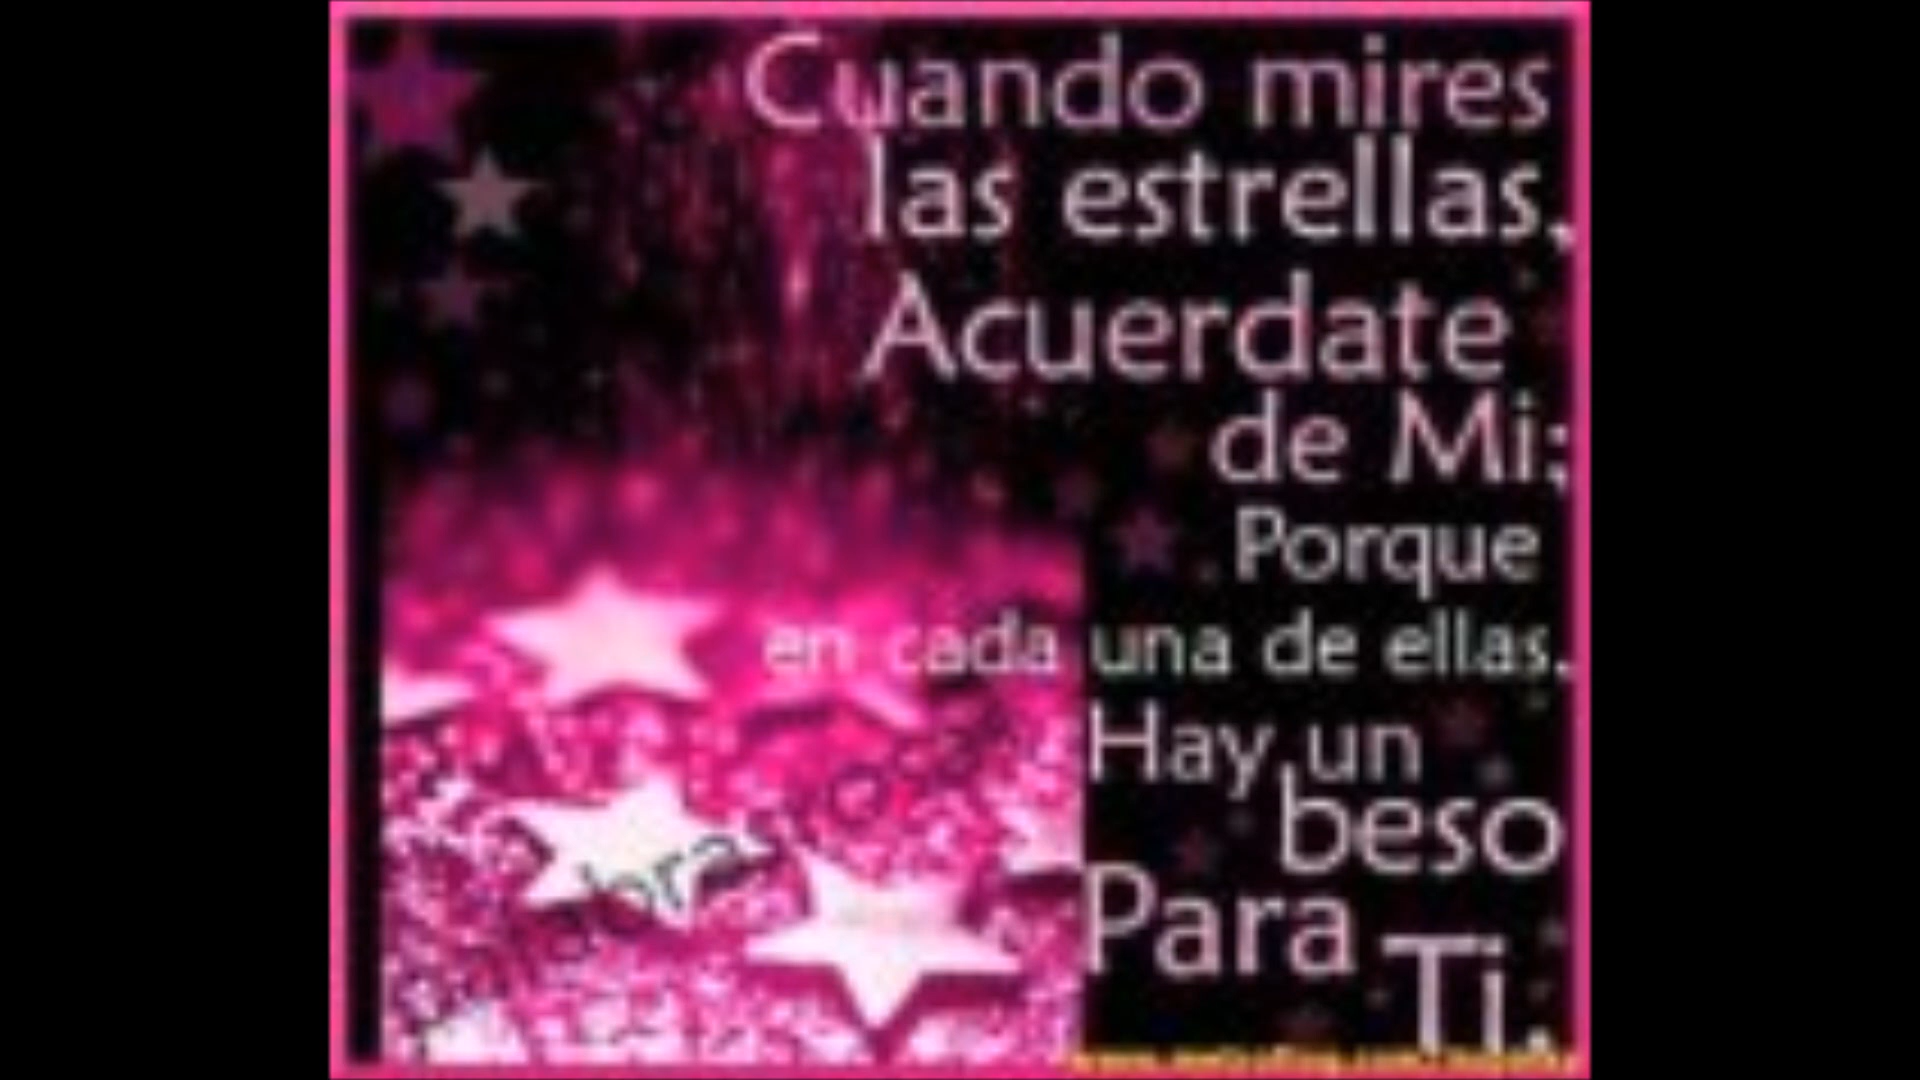 Cuando mires
las estrellas,
Acuerdate
de Mi;
Porque
en cada una de ellas.
Hay un
beso
Para
Ti.